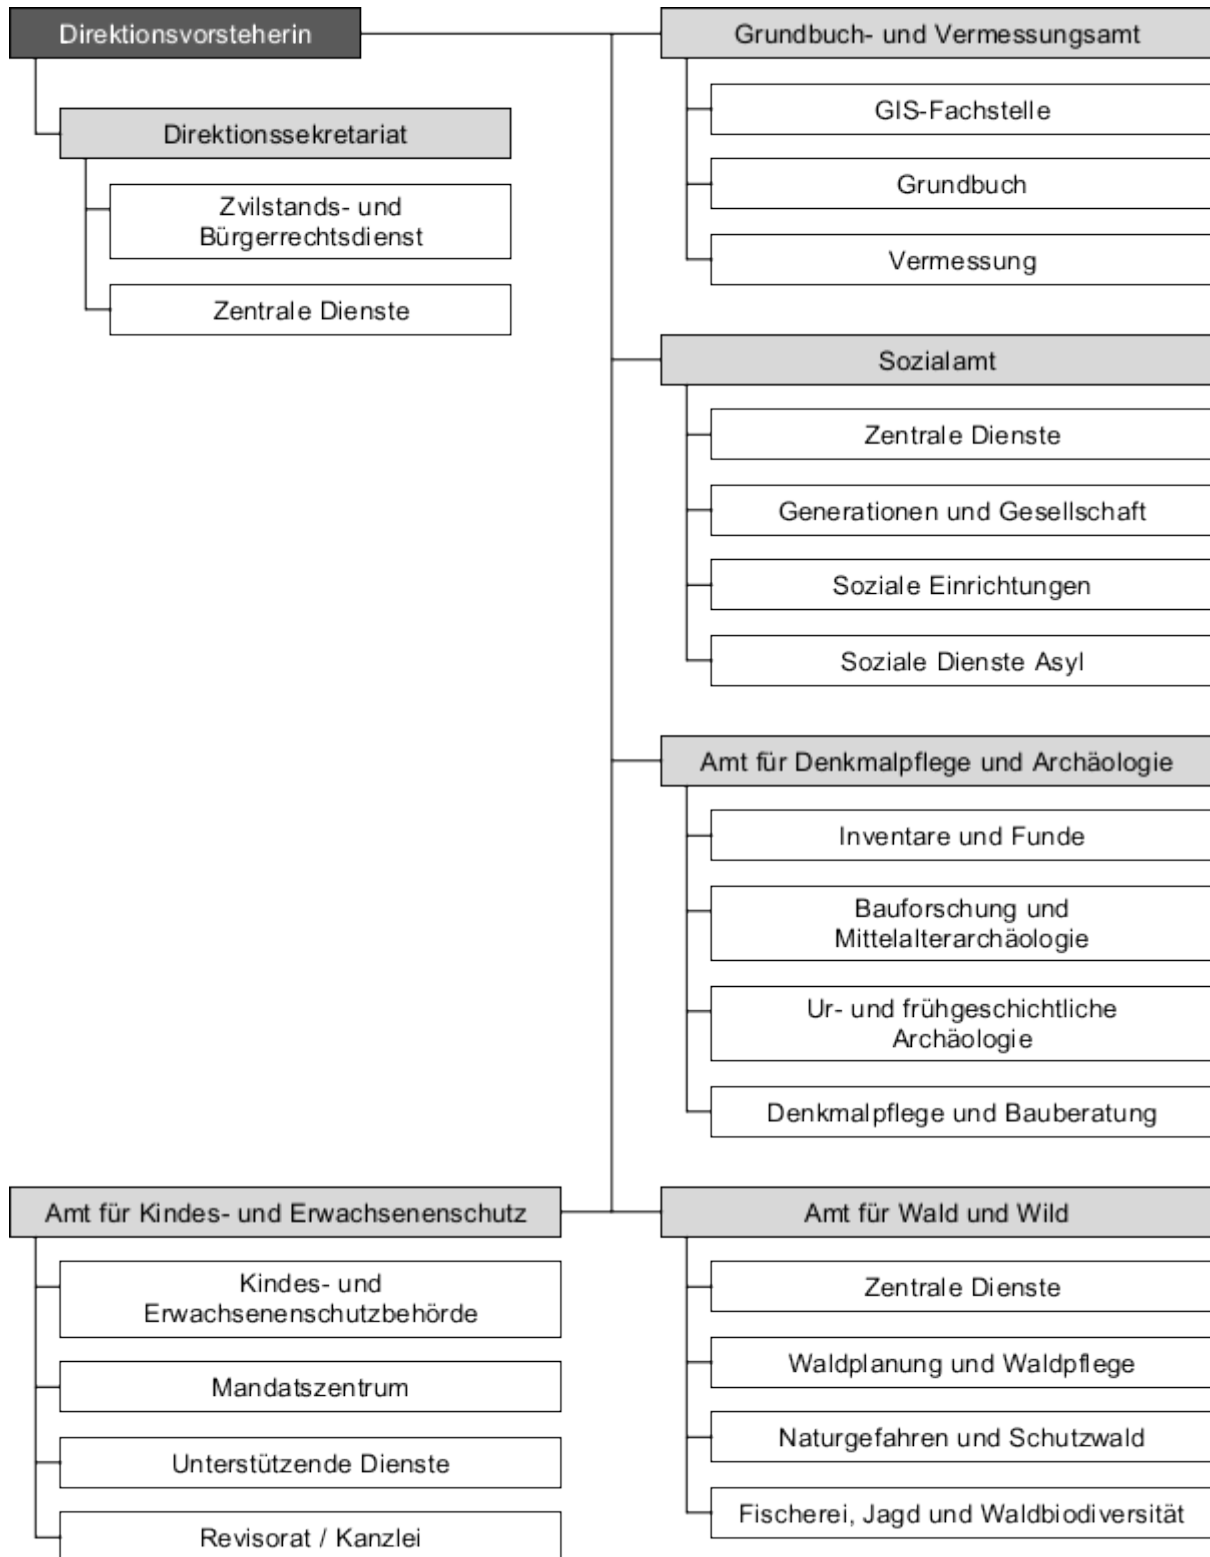 Direktionsvorsteherin
Direktionssekretariat
Zvilstands- und
Bürgerrechtsdienst
Zentrale Dienste
Grundbuch- und Vermessungsamt
GIS-Fachstelle
Grundbuch
Vermessung
Sozialamt
Zentrale Dienste
Generationen und Gesellschaft
Soziale Einrichtungen
Soziale Dienste Asyl
Amt für Denkmalpflege und Archäologie
Inventare und Funde
Bauforschung und
Mittelalterarchäologie
Ur- und frühgeschichtliche
Archäologie
Denkmalpflege und Bauberatung
Amt für Kindes- und Erwachsenenschutz
Kindes- und
Erwachsenenschutzbehörde
Mandatszentrum
Unterstützende Dienste
Revisorat / Kanzlei
Amt für Wald und Wild
Zentrale Dienste
Waldplanung und Waldpflege
Naturgefahren und Schutzwald
Fischerei, Jagd und Waldbiodiversität